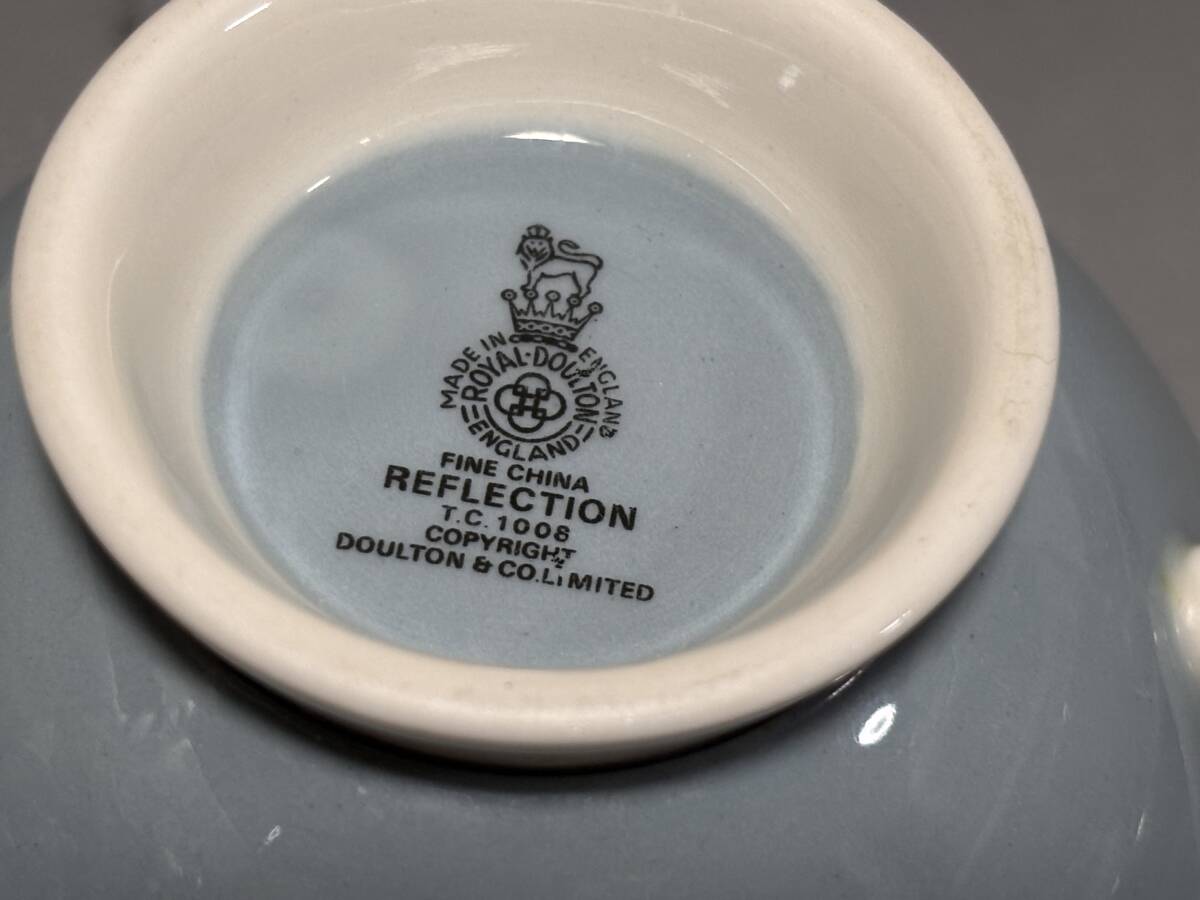 MADE IN ENGLAND
ROYAL·DOULTON
ENGLAND
FINE CHINA
REFLECTION
T.C. 1008
COPYRIGHT
DOULTON & CO. LIMITED